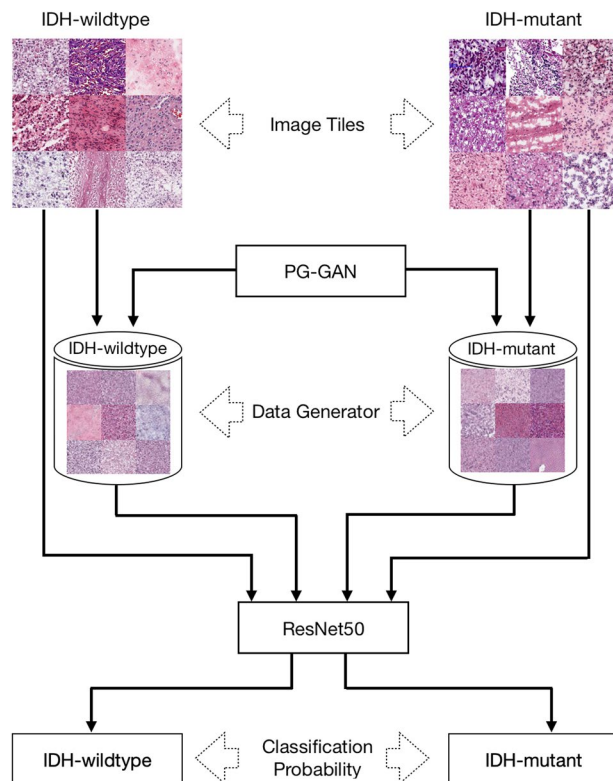 IDH-wildtype
IDH-mutant
Image Tiles
PG-GAN
IDH-wildtype
IDH-mutant
Data Generator
ResNet50
IDH-wildtype
Classification
Probability
IDH-mutant